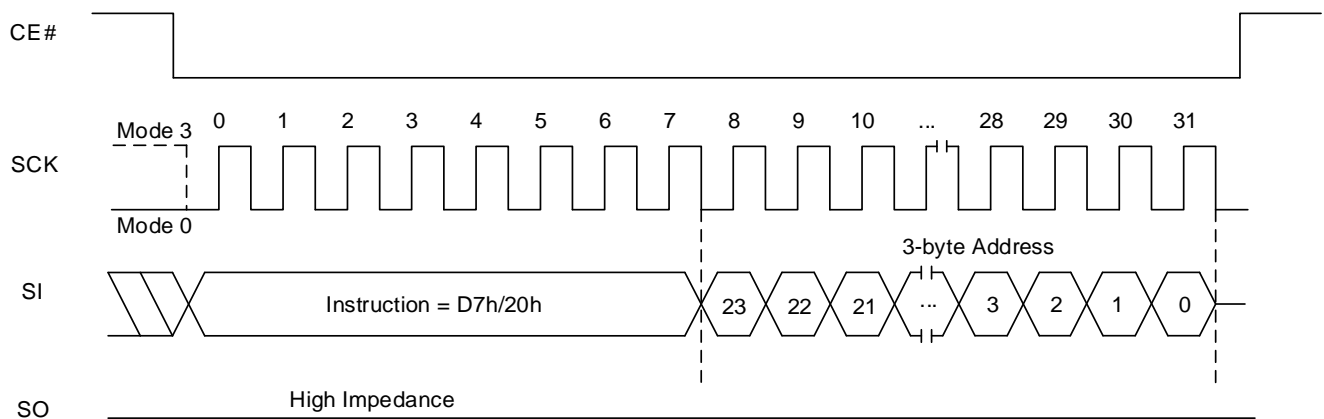 CE#
Mode 3
0 1 2 3 4 5 6 7 8 9 10 ... 28 29 30 31
SCK
Mode 0
3-byte Address
SI
Instruction = D7h/20h
23 22 21 ... 3 2 1 0
High Impedance
SO